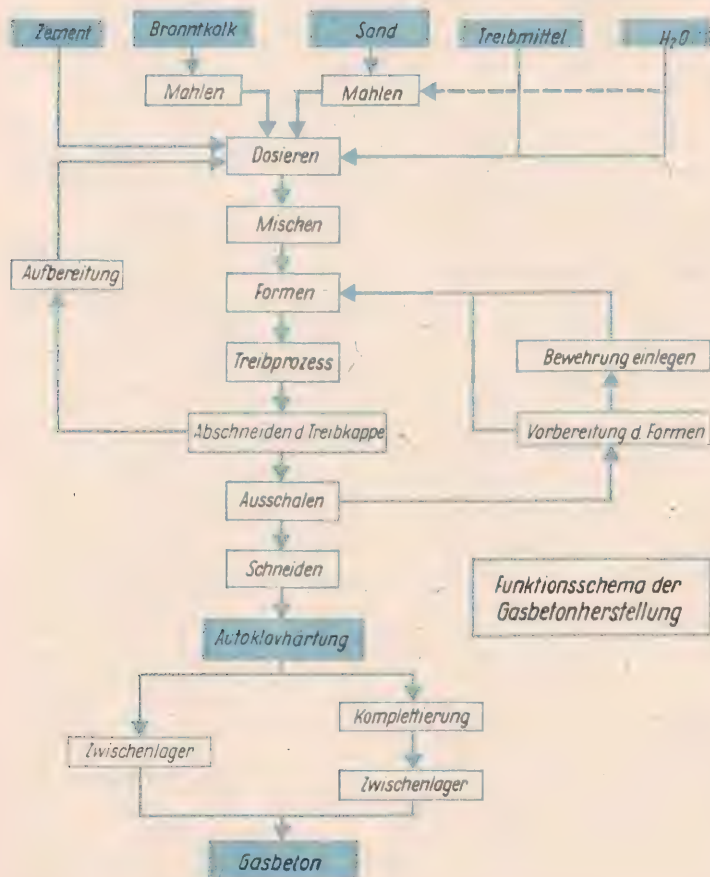 Zement
Branntkalk
Sand
Treibmittel
H₂O
Mahlen
Mahlen
Dosieren
Mischen
Aufbereitung
Formen
Treibprozess
Bewehrung einlegen
Abschneiden d Treibkappe
Vorbereitung d. Formen
Ausschalen
Schneiden
Funktionsschema der
Gasbetonherstellung
Autoklavhärtung
Komplettierung
Zwischenlager
Zwischenlager
Gasbeton